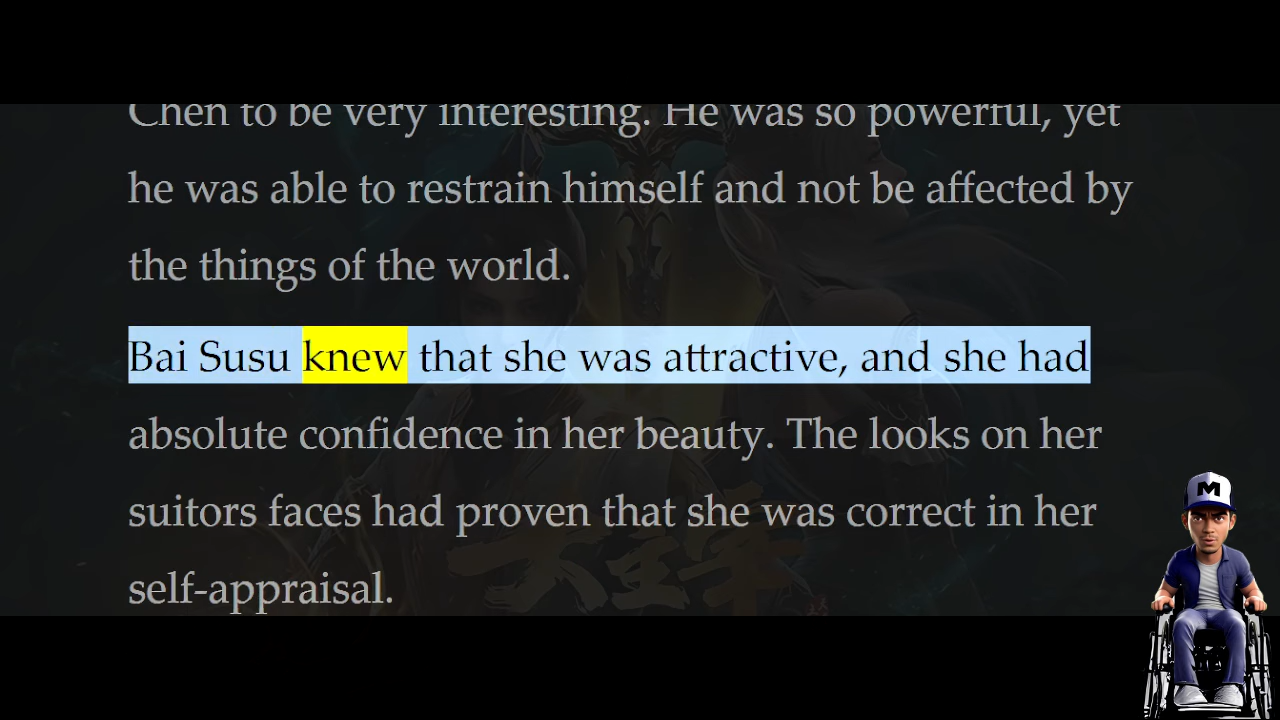 Chen to be very interesting. He was so powerful, yet
he was able to restrain himself and not be affected by
the things of the world.
Bai Susu knew that she was attractive, and she had
absolute confidence in her beauty. The looks on her
suitors faces had proven that she was correct in her
self-appraisal.
M